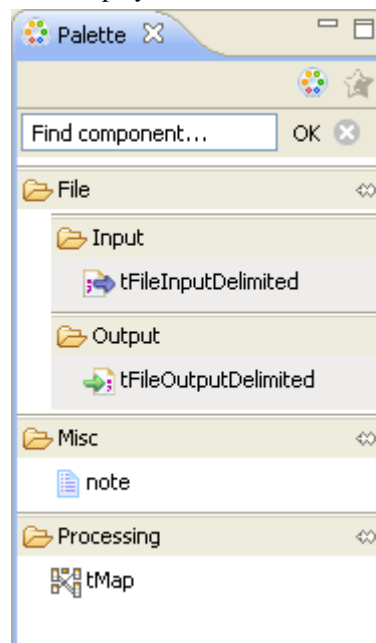 Palette
Find component...
OK
File
Input
tFileInputDelimited
Output
tFileOutputDelimited
Misc
note
Processing
tMap